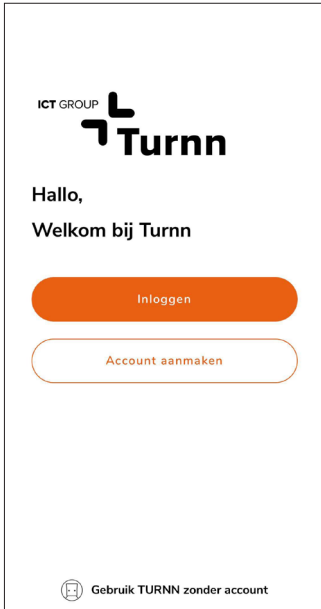 ICT GROUP
Turnn
Hallo,
Welkom bij Turnn
Inloggen
Account aanmaken
Gebruik TURNN zonder account